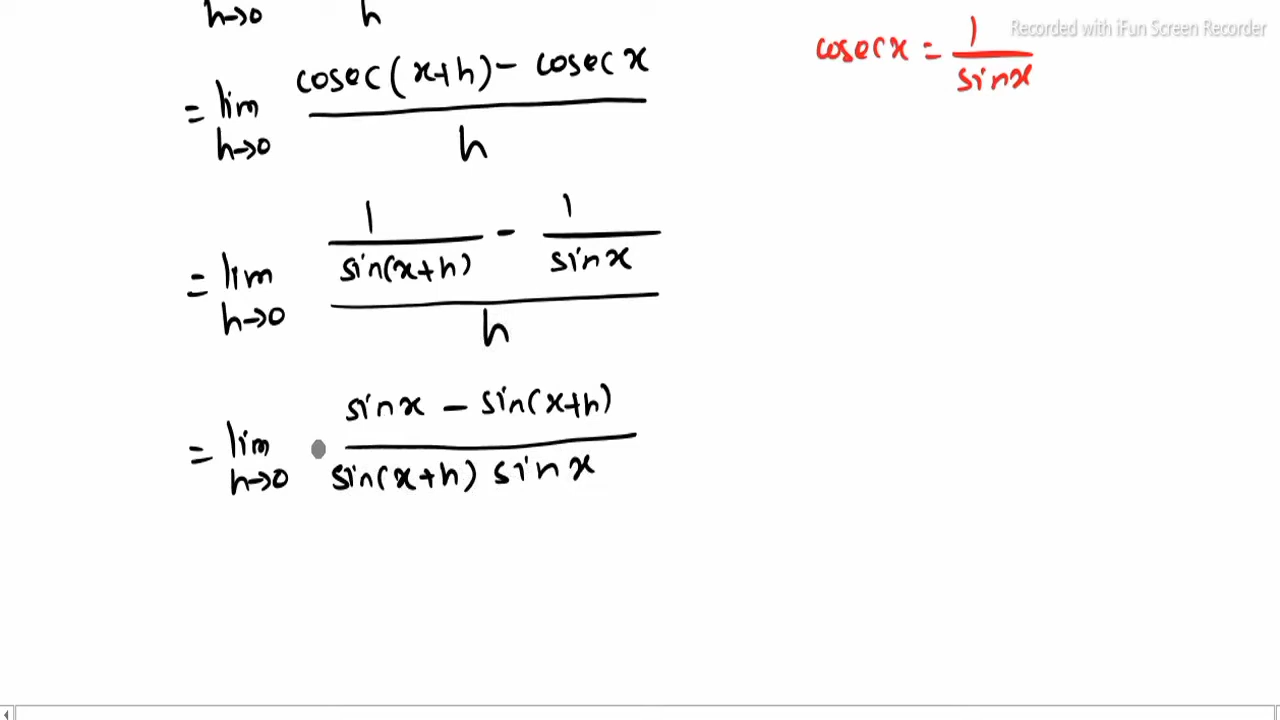 h→0 h
cosec x = 1/sin x
Recorded with iFun Screen Recorder
= lim h→0 (cosec(x+h) − cosec x)/h
= lim h→0 (1/sin(x+h) − 1/sin x)/h
= lim h→0 (sin x − sin(x+h))/(sin(x+h) sin x)